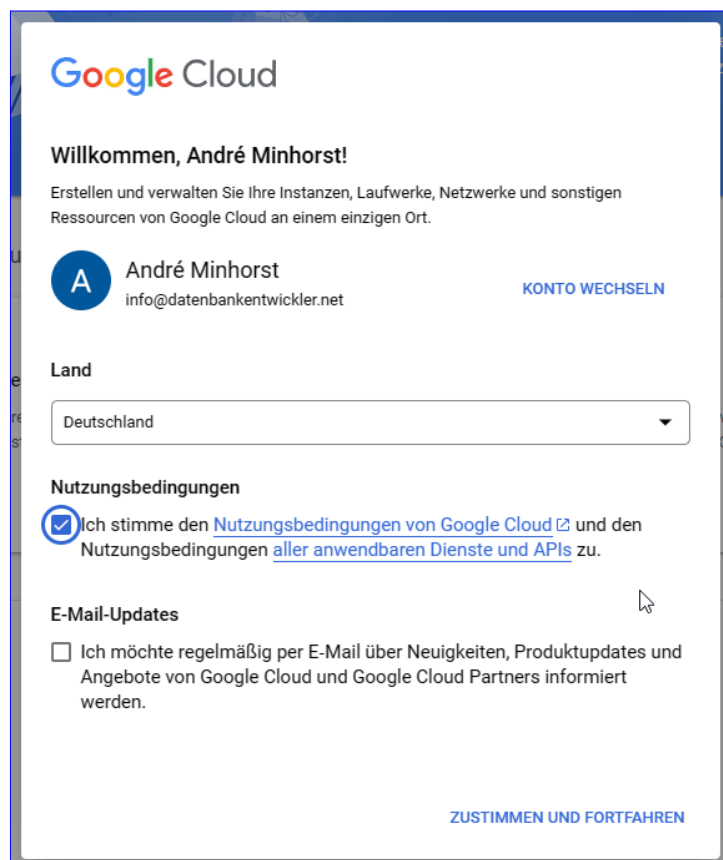 Google Cloud
Willkommen, André Minhorst!
Erstellen und verwalten Sie Ihre Instanzen, Laufwerke, Netzwerke und sonstigen
Ressourcen von Google Cloud an einem einzigen Ort.
A
André Minhorst
info@datenbankentwickler.net
KONTO WECHSELN
Land
Deutschland
Nutzungsbedingungen
Ich stimme den Nutzungsbedingungen von Google Cloud und den
Nutzungsbedingungen aller anwendbaren Dienste und APIs zu.
E-Mail-Updates
Ich möchte regelmäßig per E-Mail über Neuigkeiten, Produktupdates und
Angebote von Google Cloud und Google Cloud Partners informiert
werden.
ZUSTIMMEN UND FORTFAHREN